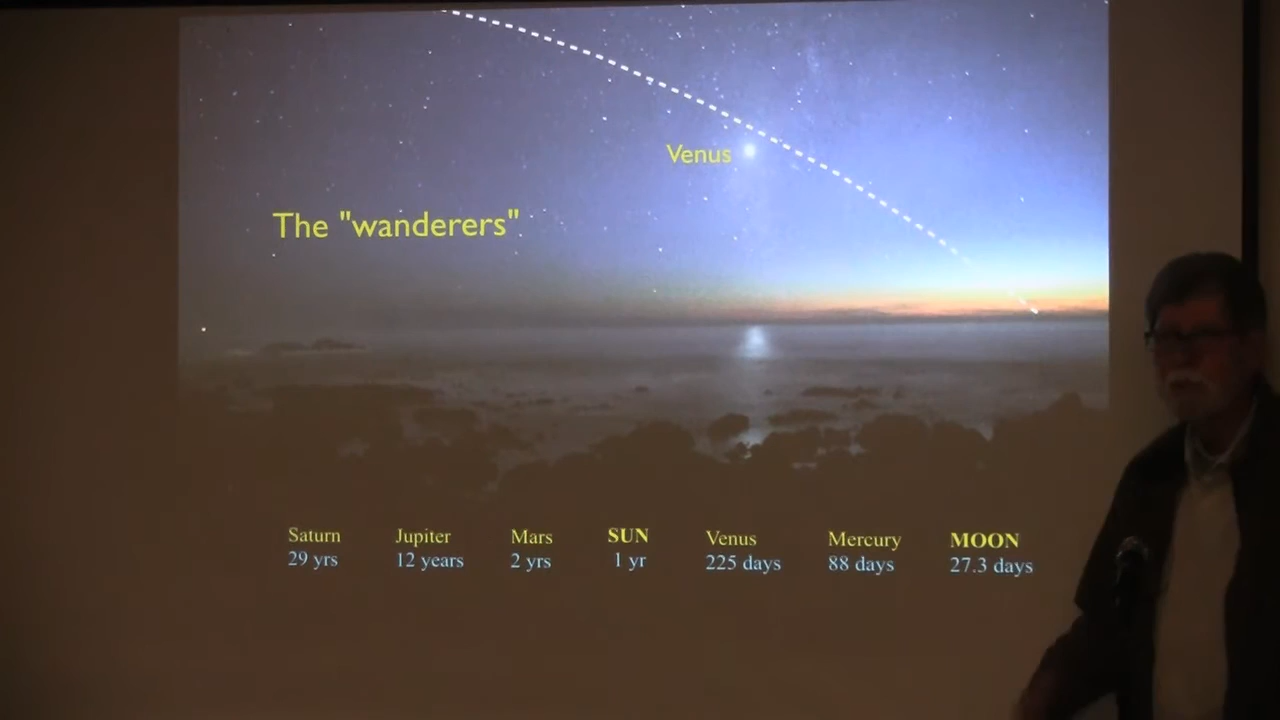 Venus
The "wanderers"
Saturn Jupiter Mars SUN Venus Mercury MOON
29 yrs 12 years 2 yrs 1 yr 225 days 88 days 27.3 days